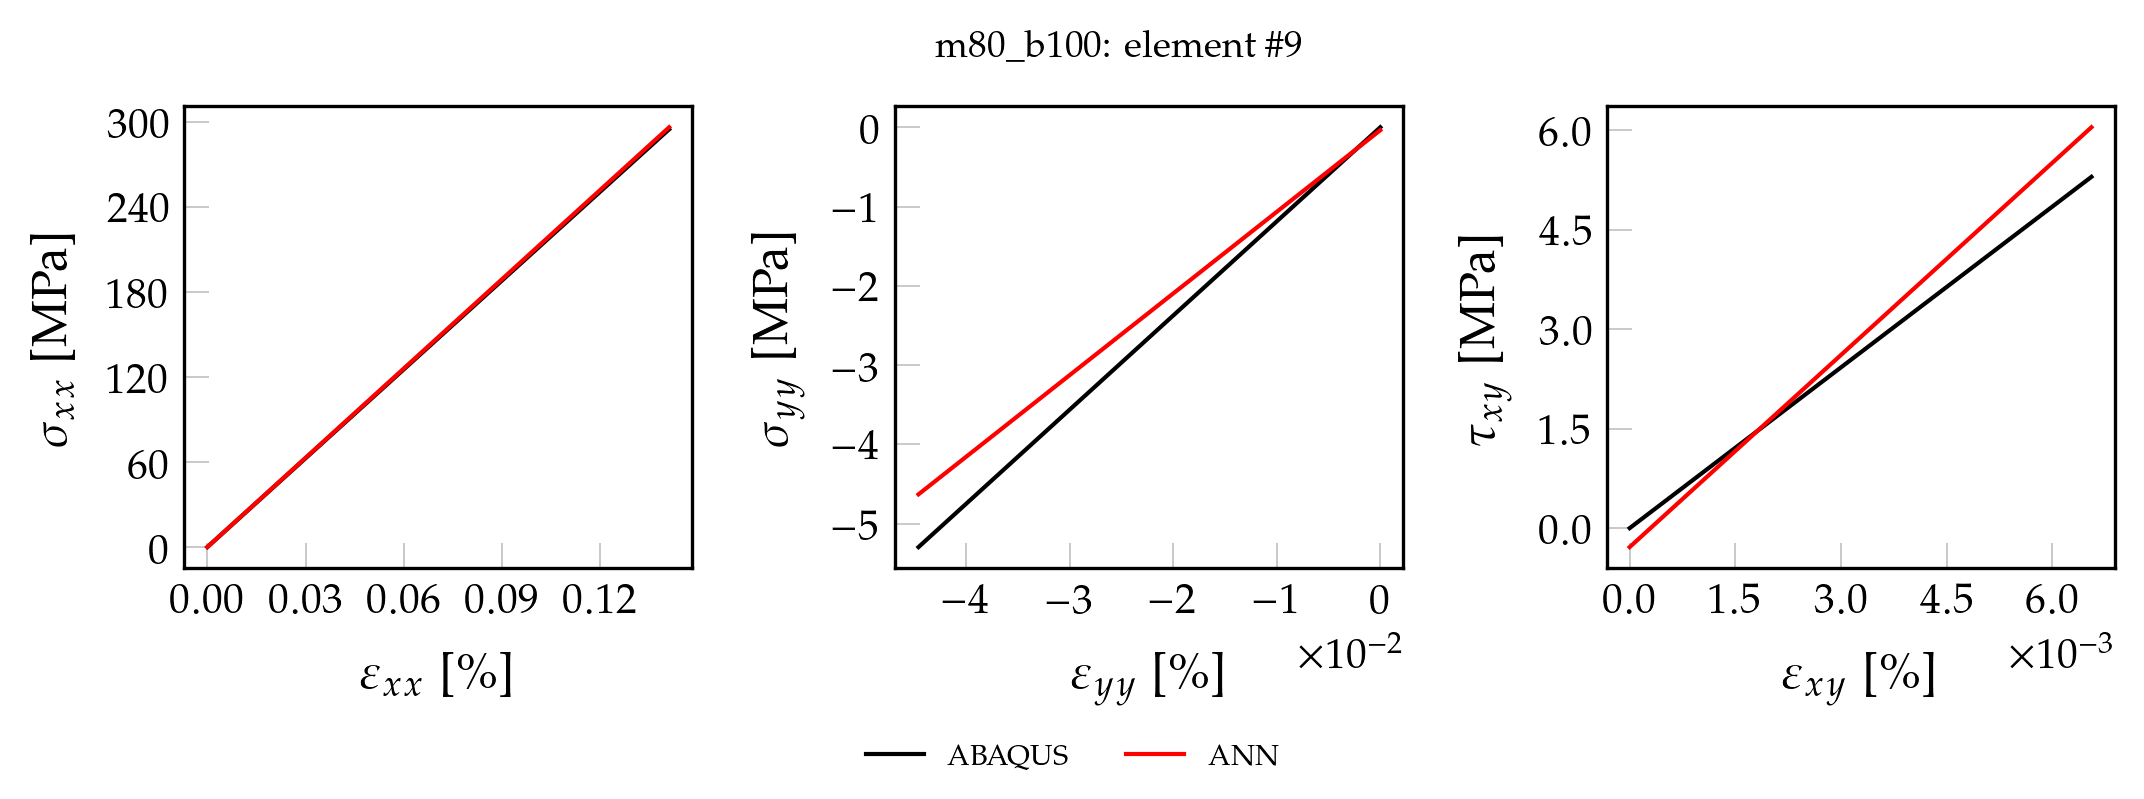 m80_b100: element #9
300
240
180
120
60
0
σxx [MPa]
0.00 0.03 0.06 0.09 0.12
εxx [%]
0
−1
−2
−3
−4
−5
σyy [MPa]
−4 −3 −2 −1 0
×10−2
εyy [%]
6.0
4.5
3.0
1.5
0.0
τxy [MPa]
0.0 1.5 3.0 4.5 6.0
×10−3
εxy [%]
ABAQUS ANN